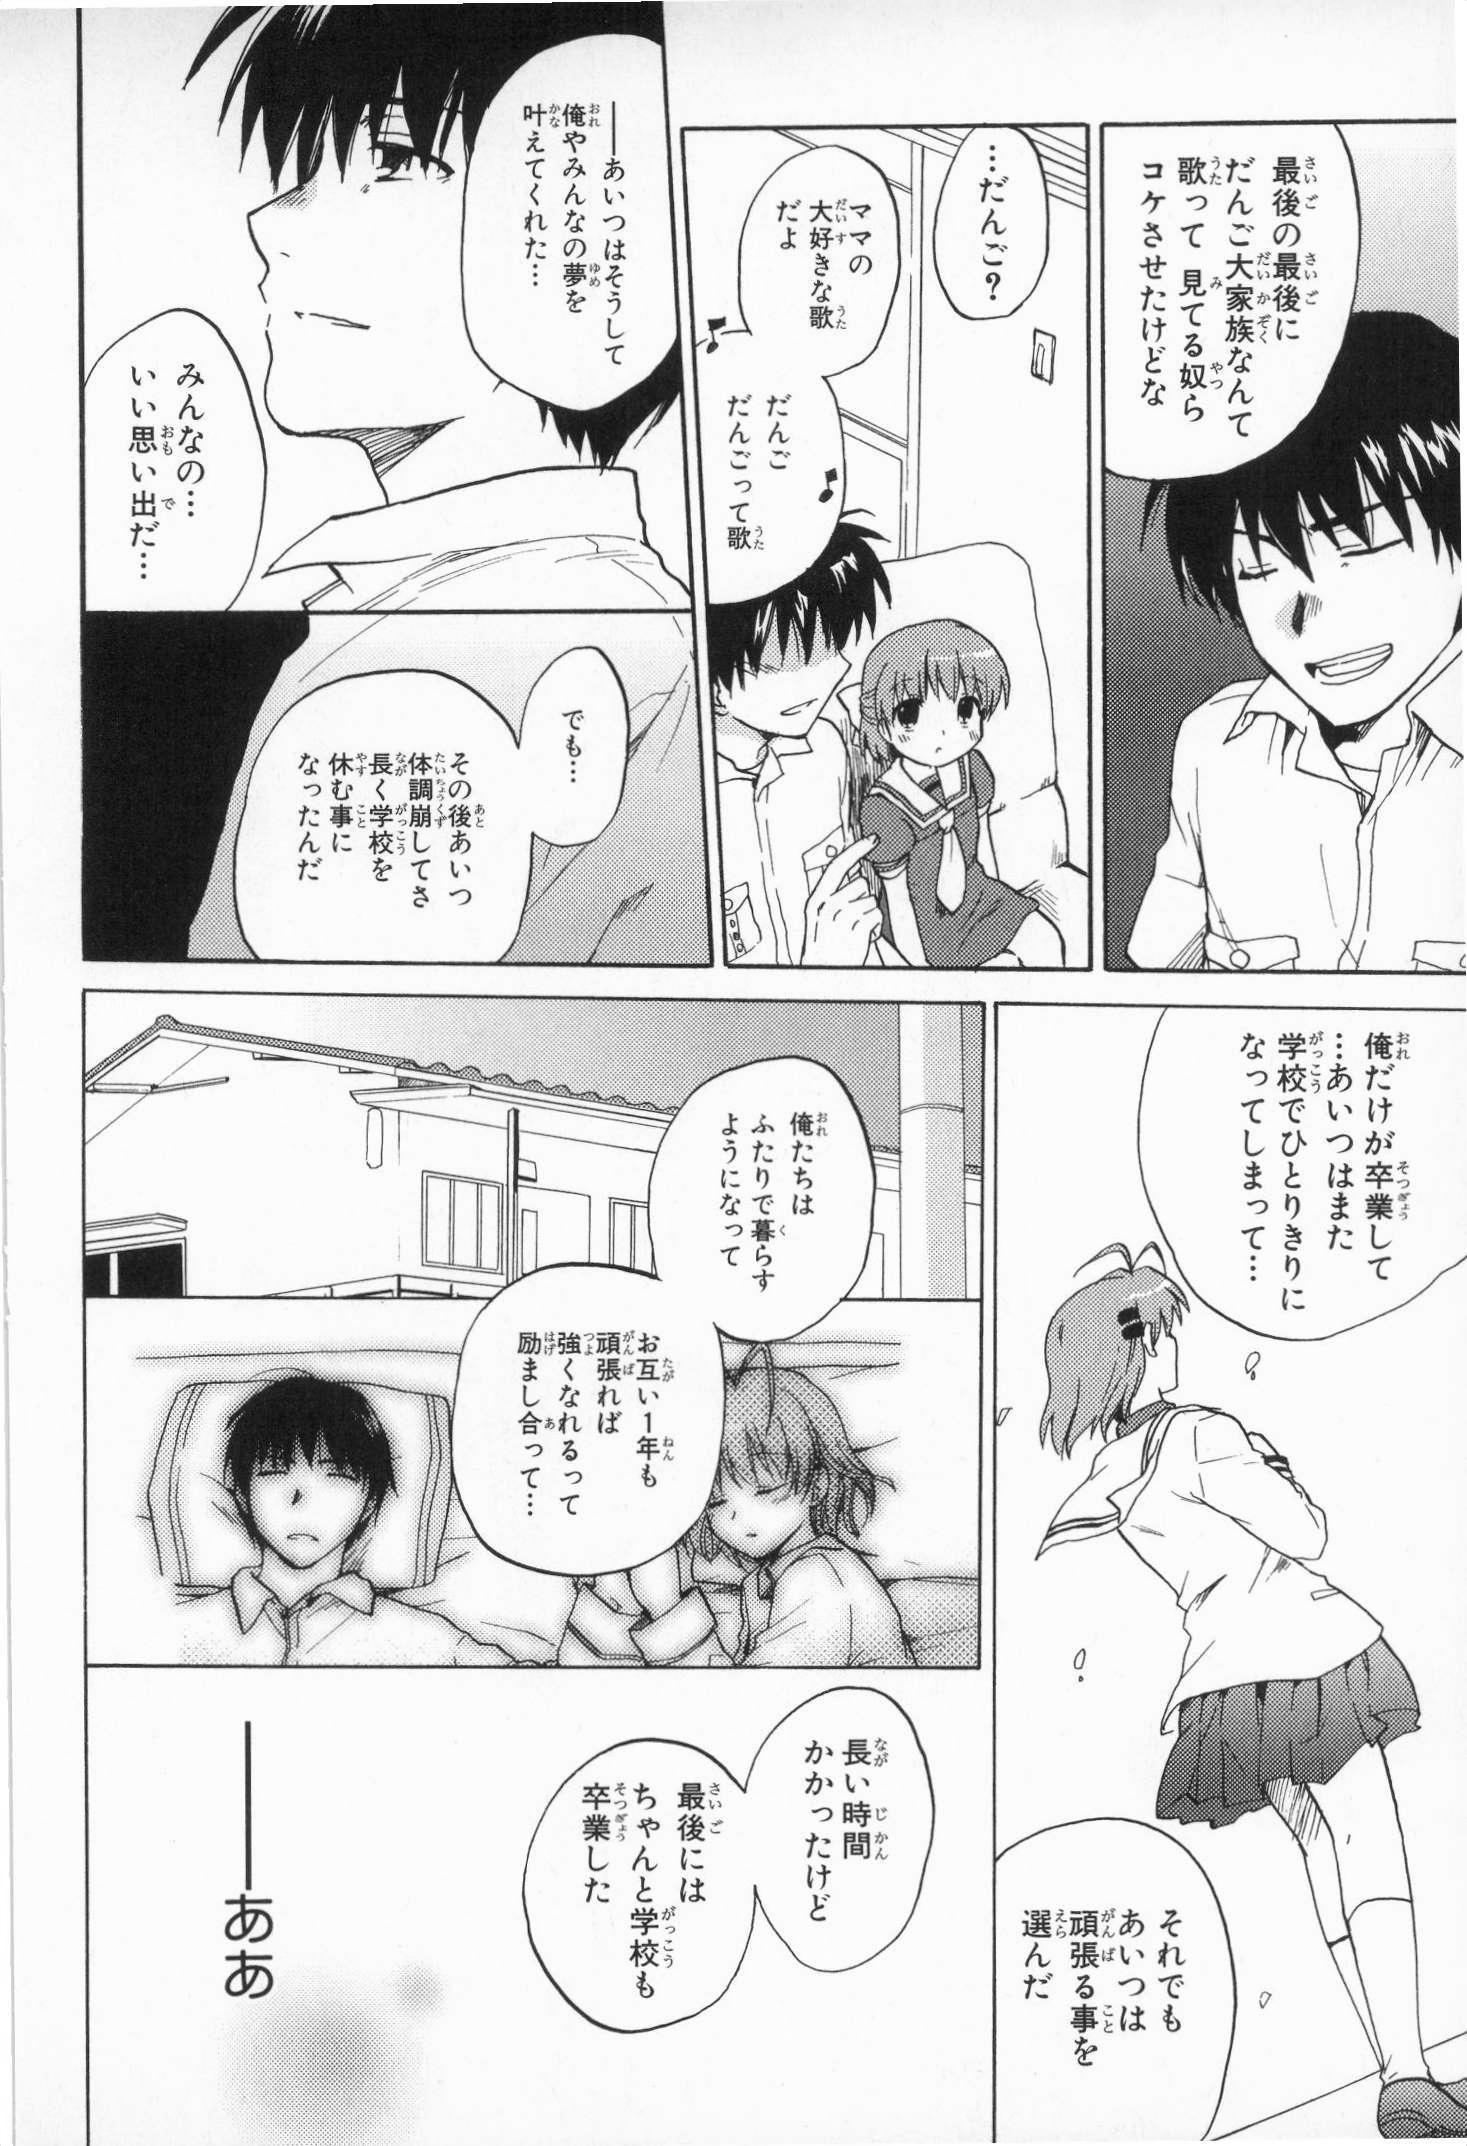 最後の最後に
だんご大家族なんて
歌って見てる奴ら
コケさせたけどな
…だんご?
ママの
大好きな歌
だよ
だんご
だんごって歌
――あいつはそうして
俺やみんなの夢を
叶えてくれた…
みんなの…
いい思い出だ…
でも…
その後あいつ
体調崩してさ
長く学校を
休む事に
なったんだ
俺だけが卒業して
…あいつはまた
学校でひとりきりに
なってしまって…
それでも
あいつは
頑張る事を
選んだ
俺たちは
ふたりで暮らす
ようになって
お互い1年も
頑張れば
強くなれるって
励まし合って…
長い時間
かかったけど
最後には
ちゃんと学校も
卒業した
――ああ